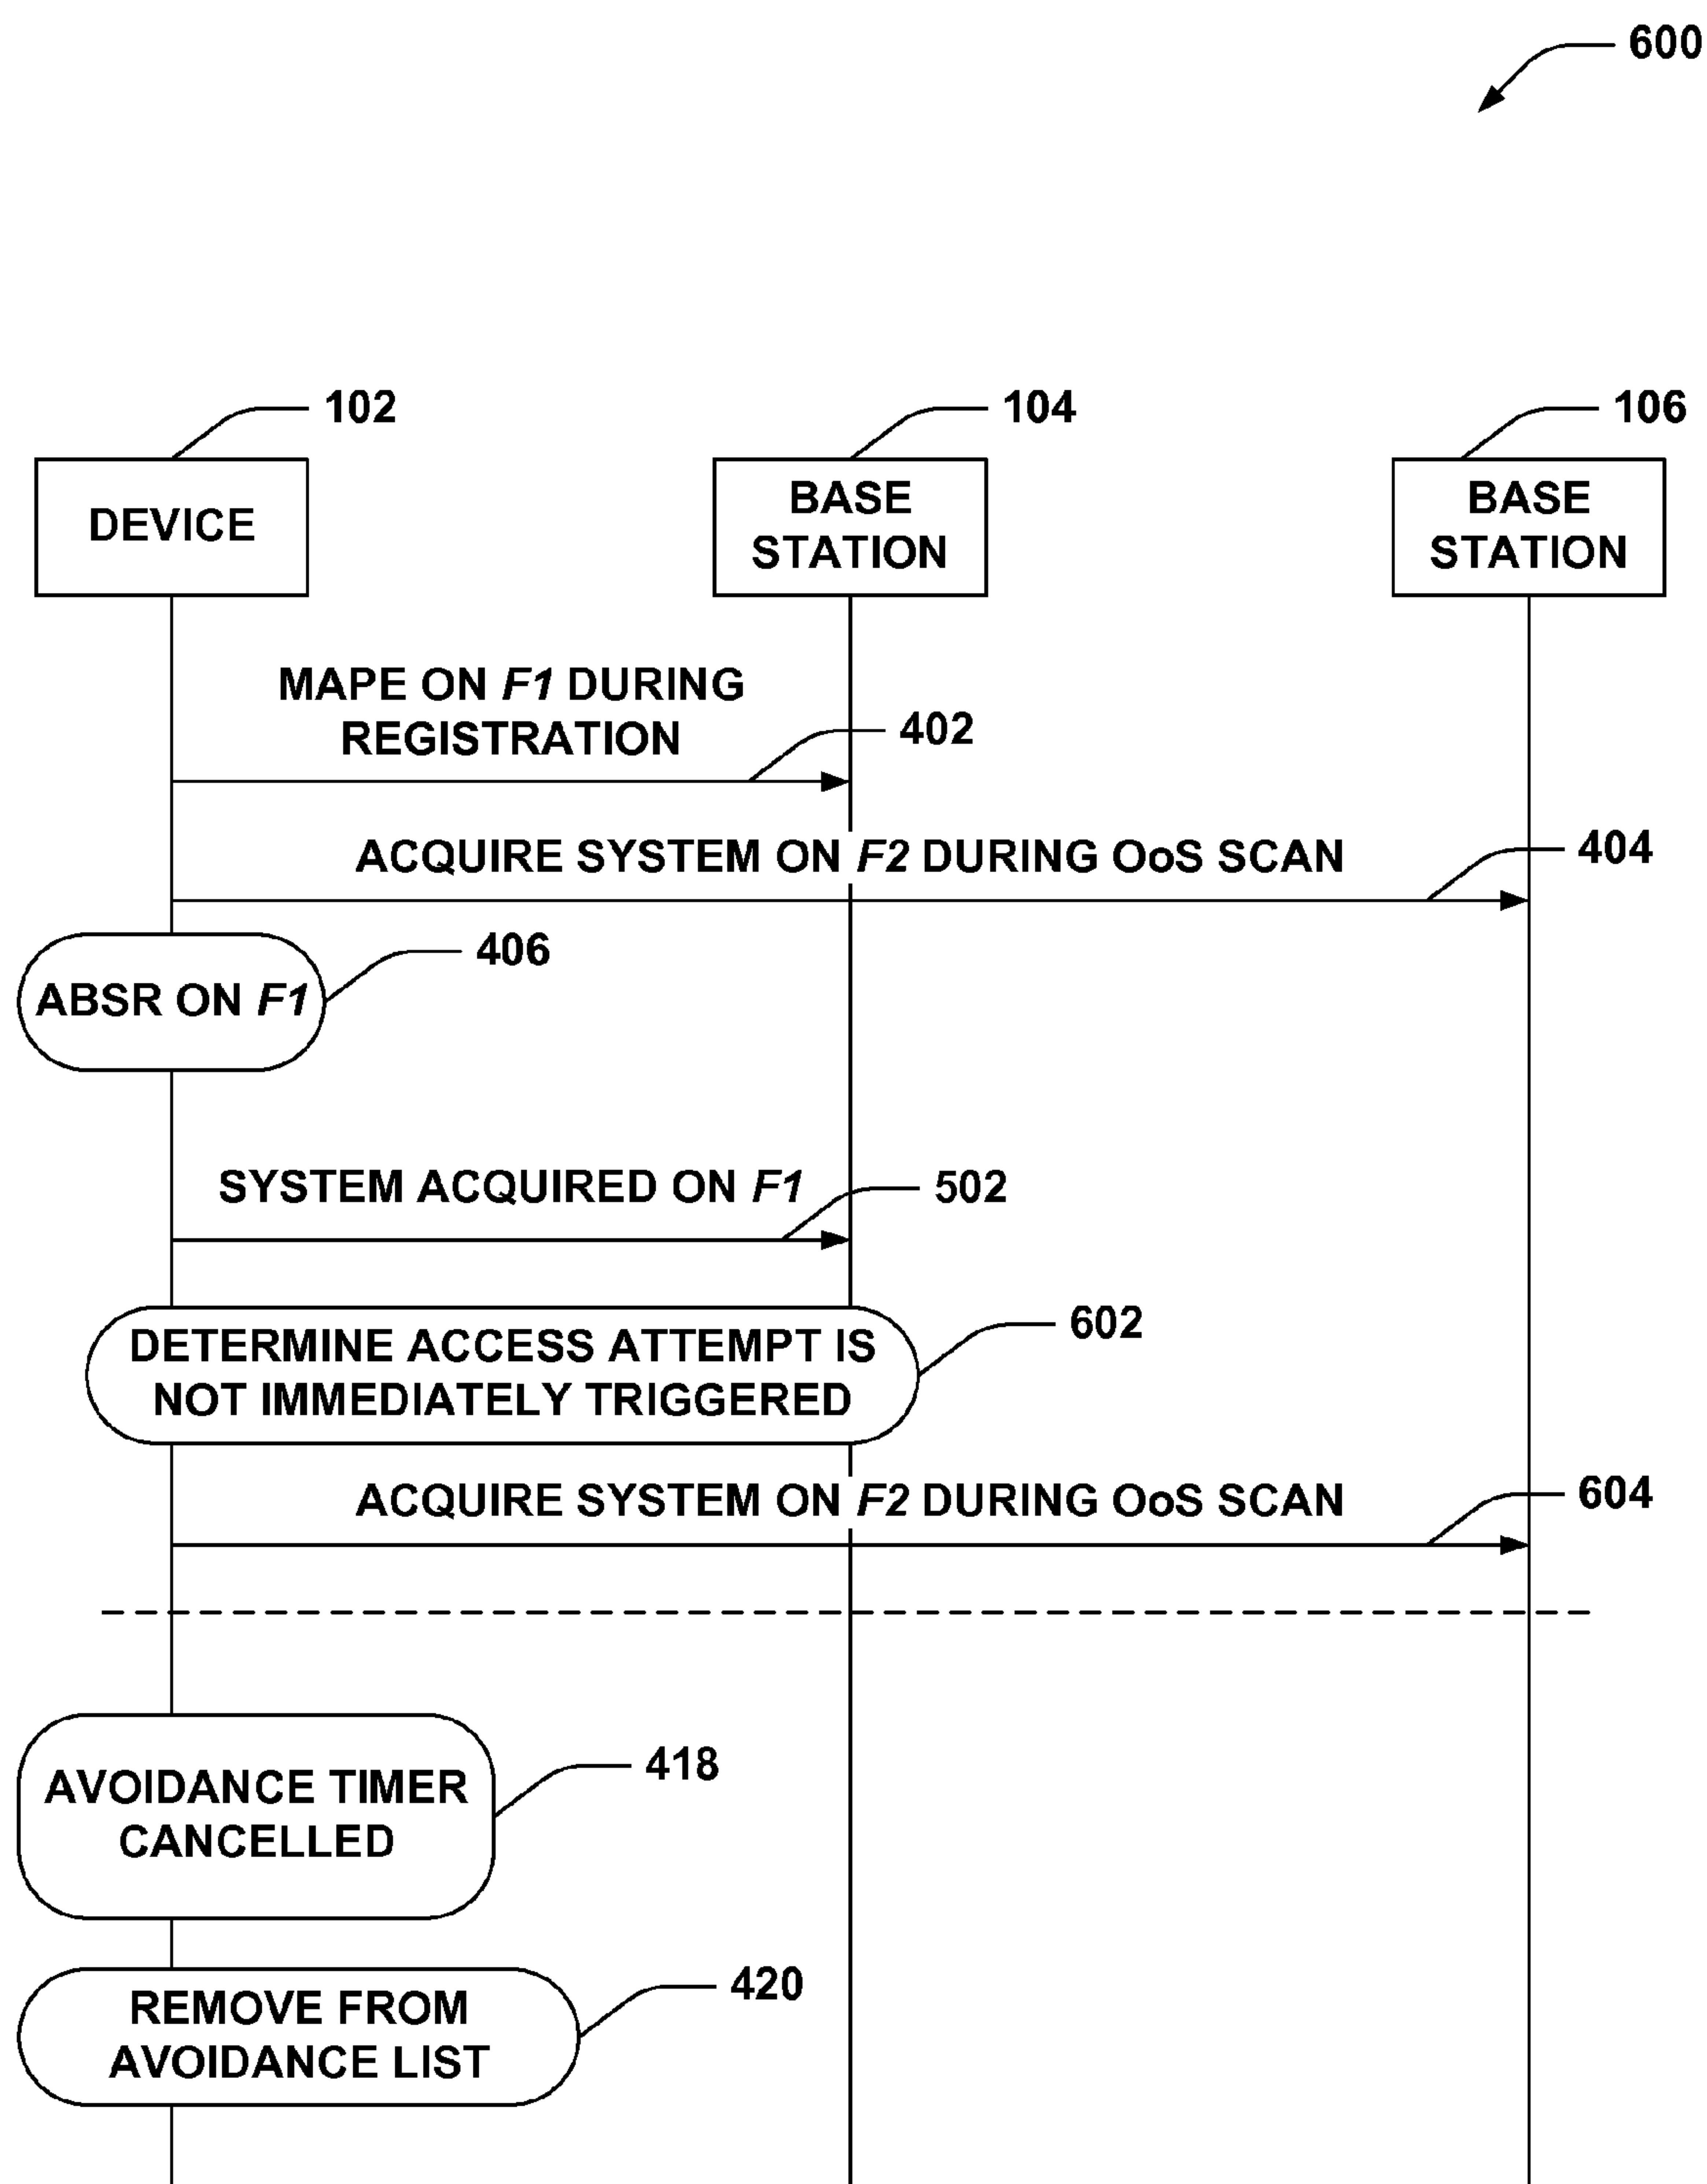 600
102
104
106
DEVICE
BASE
STATION
BASE
STATION
MAPE ON F1 DURING
REGISTRATION
402
ACQUIRE SYSTEM ON F2 DURING OoS SCAN
404
406
ABSR ON F1
SYSTEM ACQUIRED ON F1
502
DETERMINE ACCESS ATTEMPT IS
NOT IMMEDIATELY TRIGGERED
602
ACQUIRE SYSTEM ON F2 DURING OoS SCAN
604
AVOIDANCE TIMER
CANCELLED
418
REMOVE FROM
AVOIDANCE LIST
420